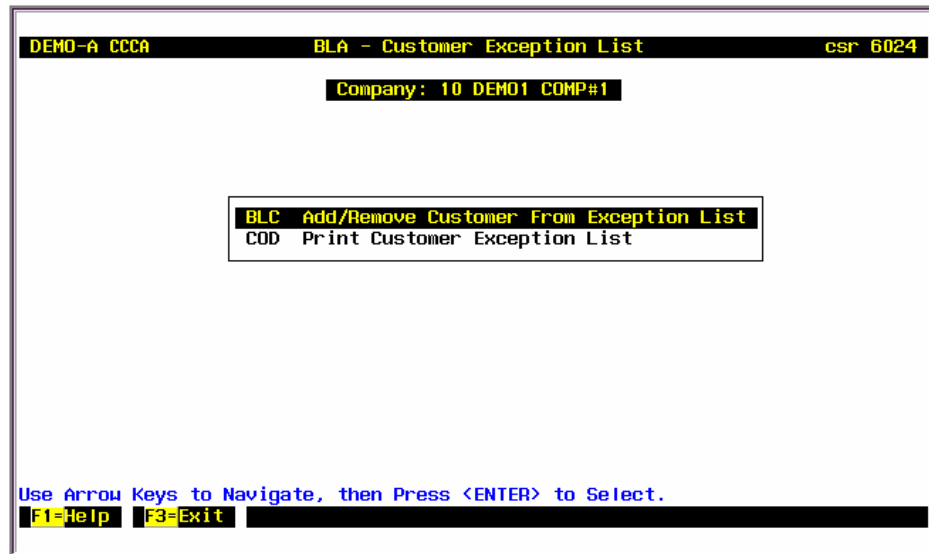 DEMO-A CCCA BLA - Customer Exception List csr 6024
Company: 10 DEMO1 COMP#1
BLC Add/Remove Customer From Exception List
COD Print Customer Exception List
Use Arrow Keys to Navigate, then Press <ENTER> to Select.
F1=Help F3=Exit